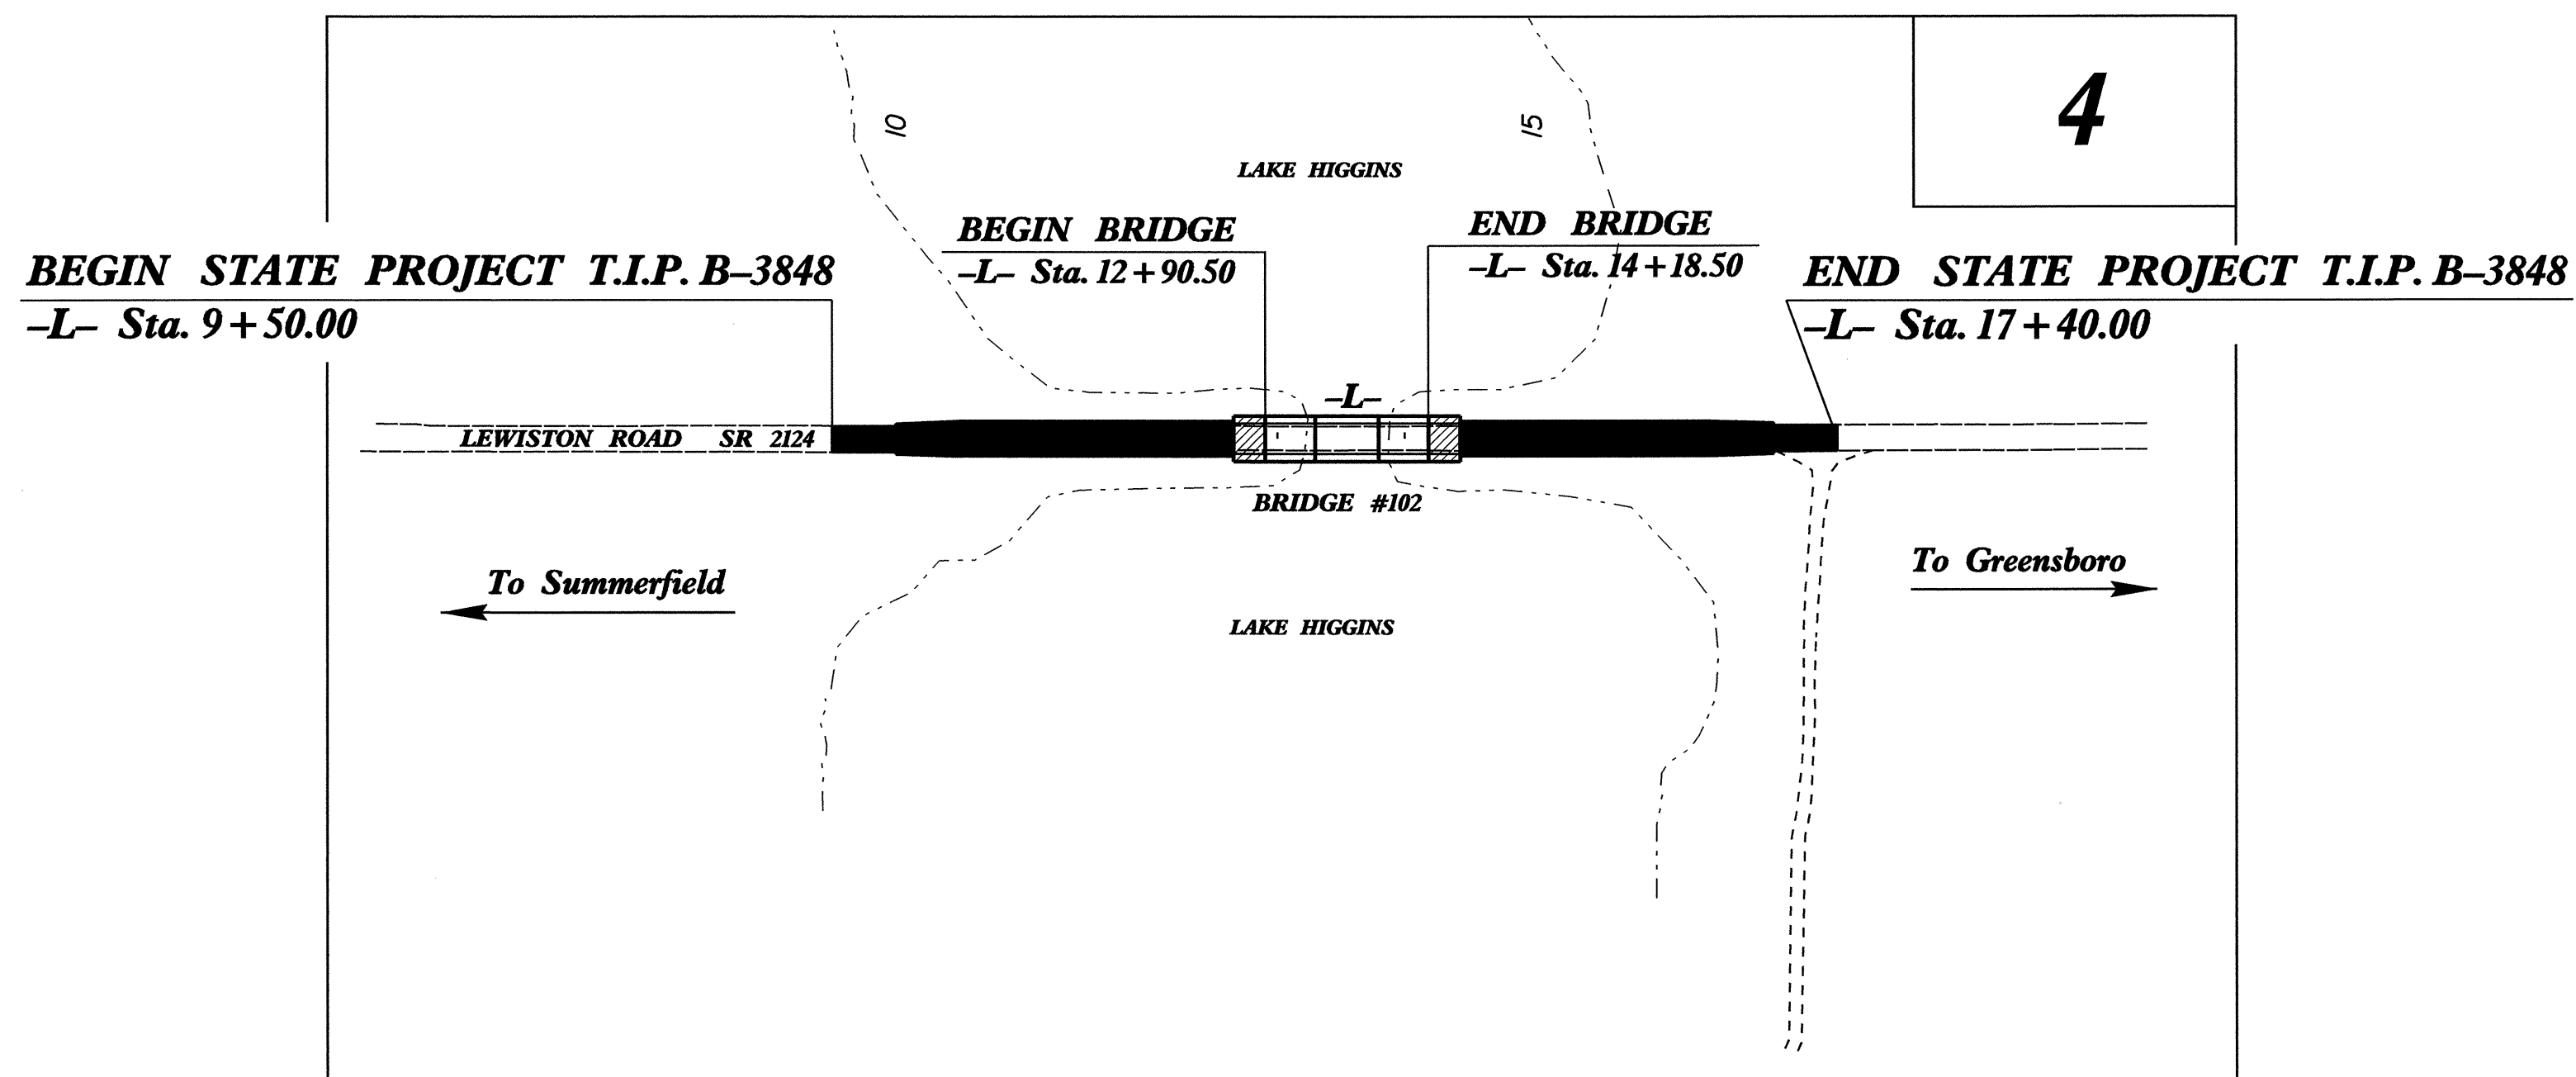 4
10
15
LAKE HIGGINS
BEGIN BRIDGE
-L- Sta. 12+90.50
END BRIDGE
-L- Sta. 14+18.50
BEGIN STATE PROJECT T.I.P. B-3848
-L- Sta. 9+50.00
END STATE PROJECT T.I.P. B-3848
-L- Sta. 17+40.00
-L-
LEWISTON ROAD SR 2124
BRIDGE #102
To Summerfield
To Greensboro
LAKE HIGGINS